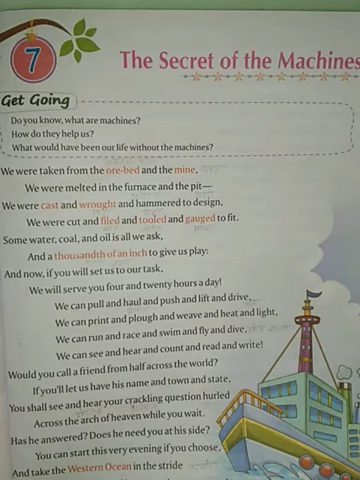 7
The Secret of the Machines
Get Going
Do you know, what are machines?
How do they help us?
What would have been our life without the machines?
We were taken from the ore-bed and the mine,
We were melted in the furnace and the pit—
We were cast and wrought and hammered to design,
We were cut and filed and tooled and gauged to fit.
Some water, coal, and oil is all we ask,
And a thousandth of an inch to give us play:
And now, if you will set us to our task,
We will serve you four and twenty hours a day!
We can pull and haul and push and lift and drive,
We can print and plough and weave and heat and light,
We can run and race and swim and fly and dive,
We can see and hear and count and read and write!
Would you call a friend from half across the world?
If you'll let us have his name and town and state,
You shall see and hear your crackling question hurled
Across the arch of heaven while you wait.
Has he answered? Does he need you at his side?
You can start this very evening if you choose,
And take the Western Ocean in the stride